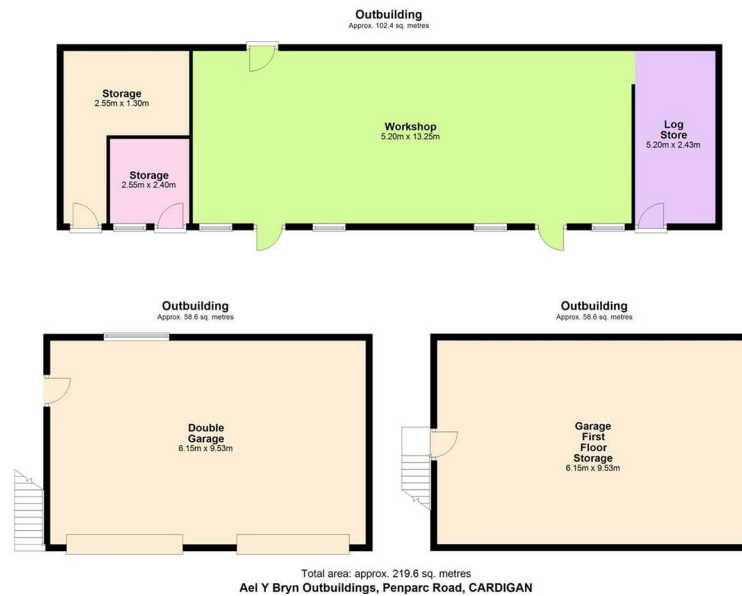 Outbuilding
Approx. 102.4 sq. metres
Storage
2.55m x 1.30m
Workshop
5.20m x 13.25m
Log
Store
5.20m x 2.43m
Storage
2.55m x 2.40m
Outbuilding
Approx. 58.6 sq. metres
Double
Garage
6.15m x 9.53m
Outbuilding
Approx. 58.6 sq. metres
Garage
First
Floor
Storage
6.15m x 9.53m
Total area: approx. 219.6 sq. metres
Ael Y Bryn Outbuildings, Penparc Road, CARDIGAN